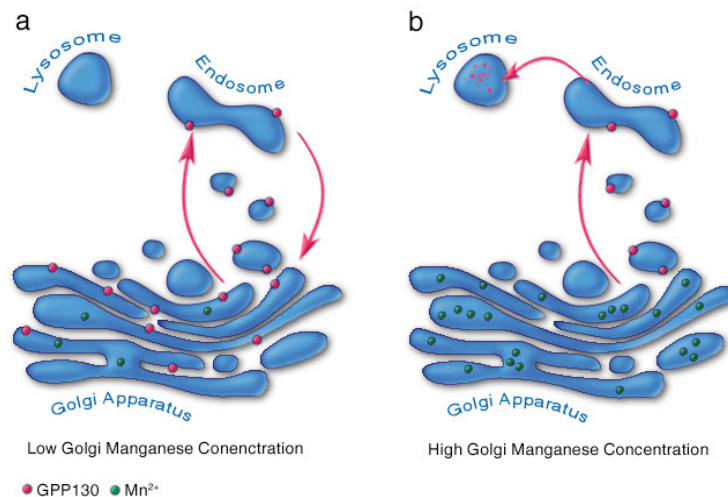 a
Lysosome
Endosome
Golgi Apparatus
Low Golgi Manganese Conenctration
b
Lysosome
Endosome
Golgi Apparatus
High Golgi Manganese Concentration
GPP130 Mn²⁺